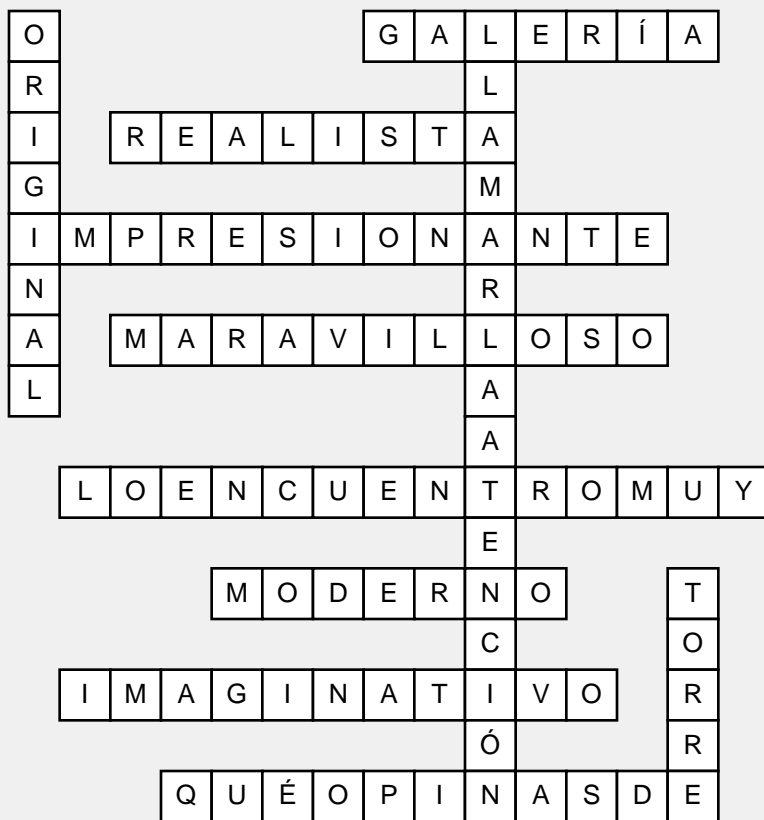 ORIGINAL
GALERÍA
LLAMARLAATENCIÓN
REALISTA
IMPRESIONANTE
MARAVILLOSO
LOENCUENTROMUY
MODERNO
TORRE
IMAGINATIVO
QUÉOPINASDE